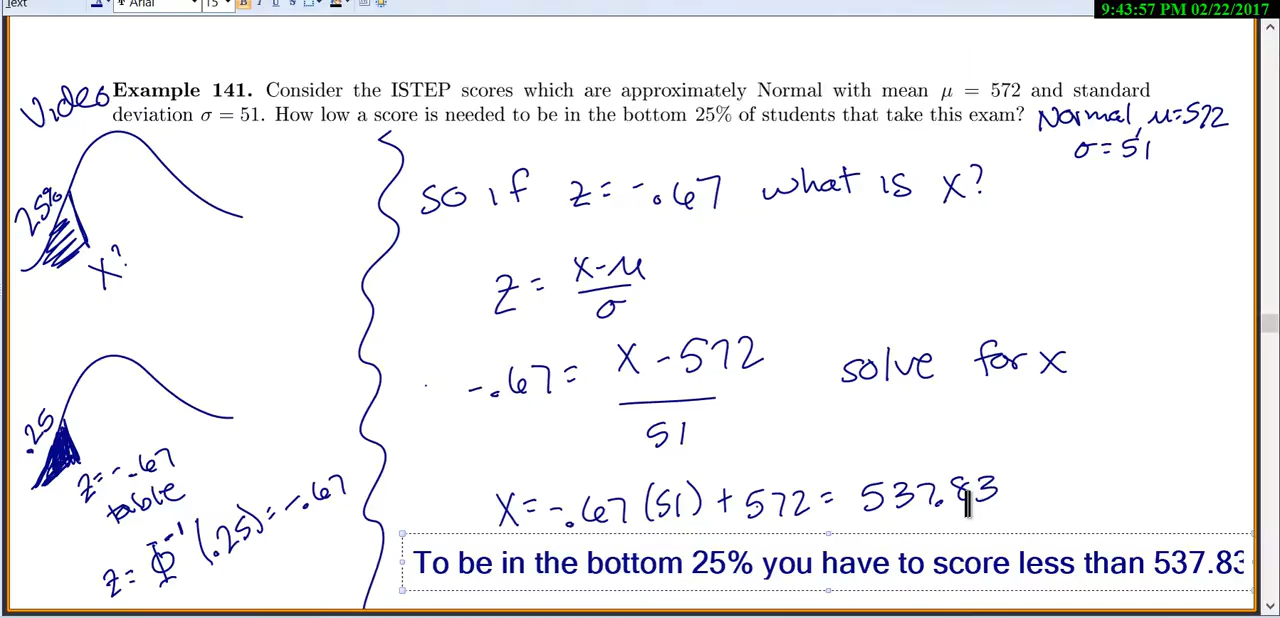 Text
Arial
15
9:43:57 PM 02/22/2017
Video
Example 141. Consider the ISTEP scores which are approximately Normal with mean μ = 572 and standard
deviation σ = 51. How low a score is needed to be in the bottom 25% of students that take this exam?
Normal, μ=572
σ=51
25%
X?
so if z=-.67 what is x?
z= x-μ
σ
-.67= x-572 solve for x
51
.25
z=-.67
table
z=Φ⁻¹(.25)=-.67
X=-.67(51)+572=537.83
To be in the bottom 25% you have to score less than 537.83